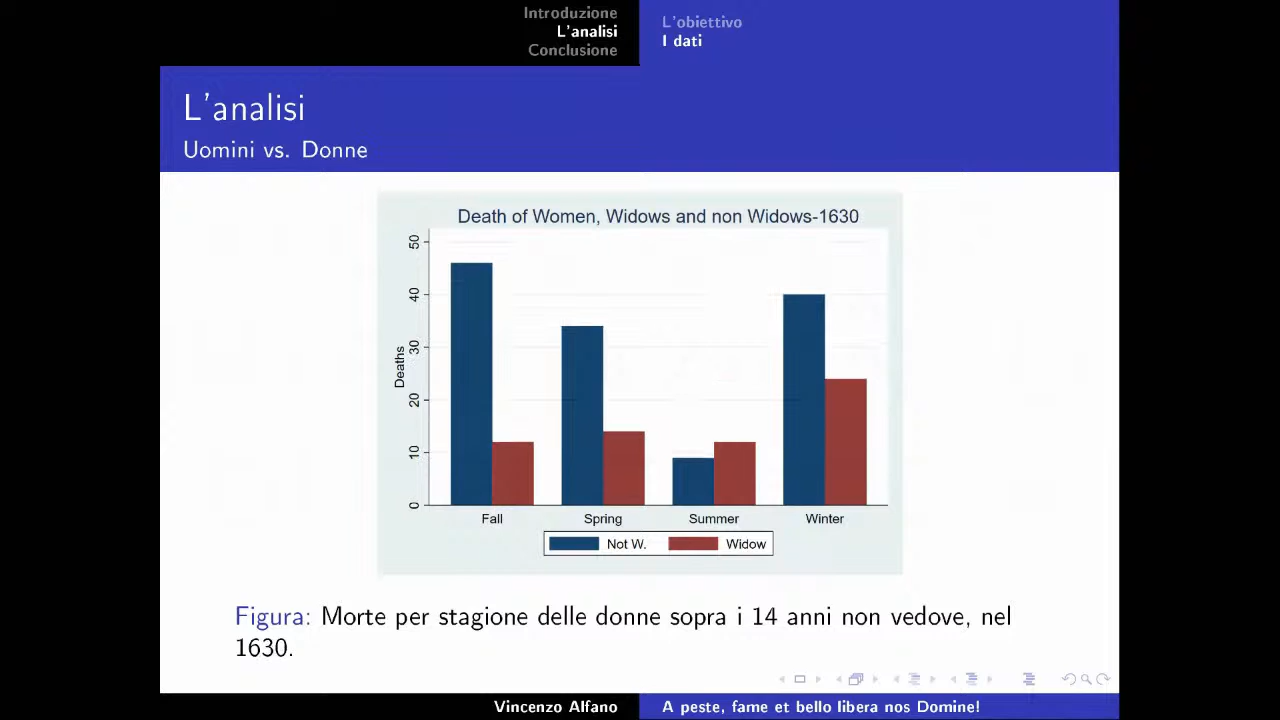 Introduzione
L'analisi
Conclusione
L'obiettivo
I dati
L'analisi
Uomini vs. Donne
Death of Women, Widows and non Widows-1630
Deaths
50
40
30
20
10
0
Fall
Spring
Summer
Winter
Not W.
Widow
Figura: Morte per stagione delle donne sopra i 14 anni non vedove, nel
1630.
Vincenzo Alfano
A peste, fame et bello libera nos Domine!